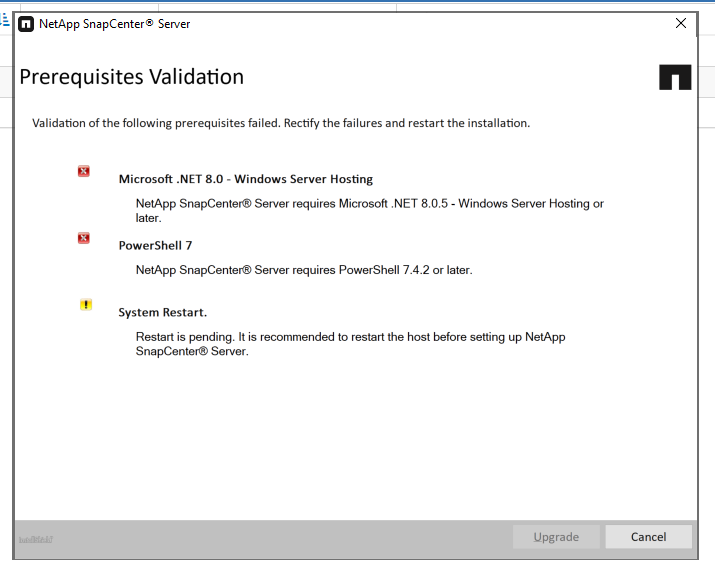 NetApp SnapCenter® Server
Prerequisites Validation
Validation of the following prerequisites failed. Rectify the failures and restart the installation.
Microsoft .NET 8.0 - Windows Server Hosting
NetApp SnapCenter® Server requires Microsoft .NET 8.0.5 - Windows Server Hosting or
later.
PowerShell 7
NetApp SnapCenter® Server requires PowerShell 7.4.2 or later.
System Restart.
Restart is pending. It is recommended to restart the host before setting up NetApp
SnapCenter® Server.
Upgrade
Cancel